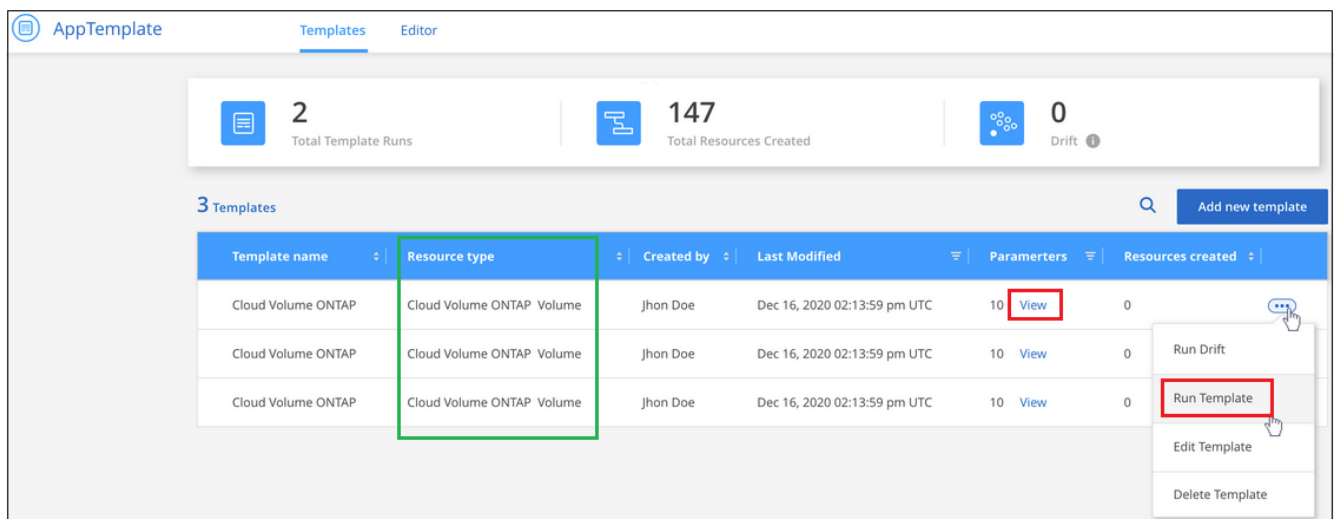 AppTemplate Templates Editor
2 147 0
Total Template Runs Total Resources Created Drift
3 Templates Add new template
Template name Resource type Created by Last Modified Paramerters Resources created
Cloud Volume ONTAP Cloud Volume ONTAP Volume Jhon Doe Dec 16, 2020 02:13:59 pm UTC 10 View 0
Cloud Volume ONTAP Cloud Volume ONTAP Volume Jhon Doe Dec 16, 2020 02:13:59 pm UTC 10 View 0
Cloud Volume ONTAP Cloud Volume ONTAP Volume Jhon Doe Dec 16, 2020 02:13:59 pm UTC 10 View 0
Run Drift
Run Template
Edit Template
Delete Template